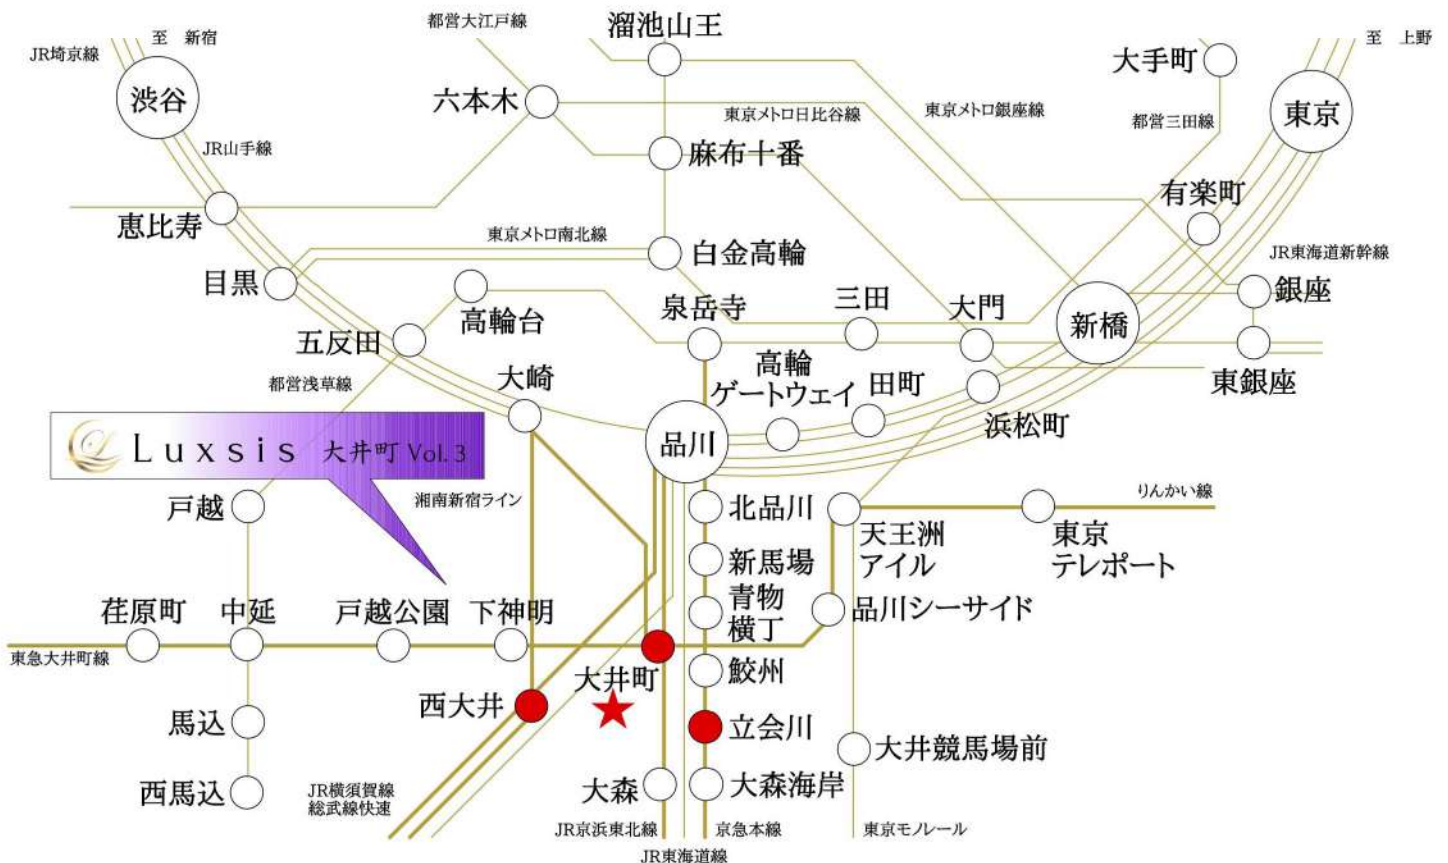 都営大江戸線
溜池山王
至 新宿
至 上野
JR埼京線
大手町
渋谷
六本木
東京メトロ日比谷線
東京メトロ銀座線
都営三田線
東京
JR山手線
麻布十番
有楽町
恵比寿
東京メトロ南北線
白金高輪
JR東海道新幹線
目黒
高輪台
泉岳寺
三田
大門
新橋
銀座
五反田
高輪
ゲートウェイ
田町
浜松町
東銀座
都営浅草線
大崎
Luxsis 大井町 Vol.3
品川
戸越
湘南新宿ライン
北品川
天王洲
アイル
りんかい線
東京
テレポート
新馬場
青物
横丁
品川シーサイド
荏原町
中延
戸越公園
下神明
東急大井町線
大井町
鮫州
西大井
立会川
馬込
大井競馬場前
西馬込
JR横須賀線
総武線快速
大森
大森海岸
JR京浜東北線
京急本線
東京モノレール
JR東海道線